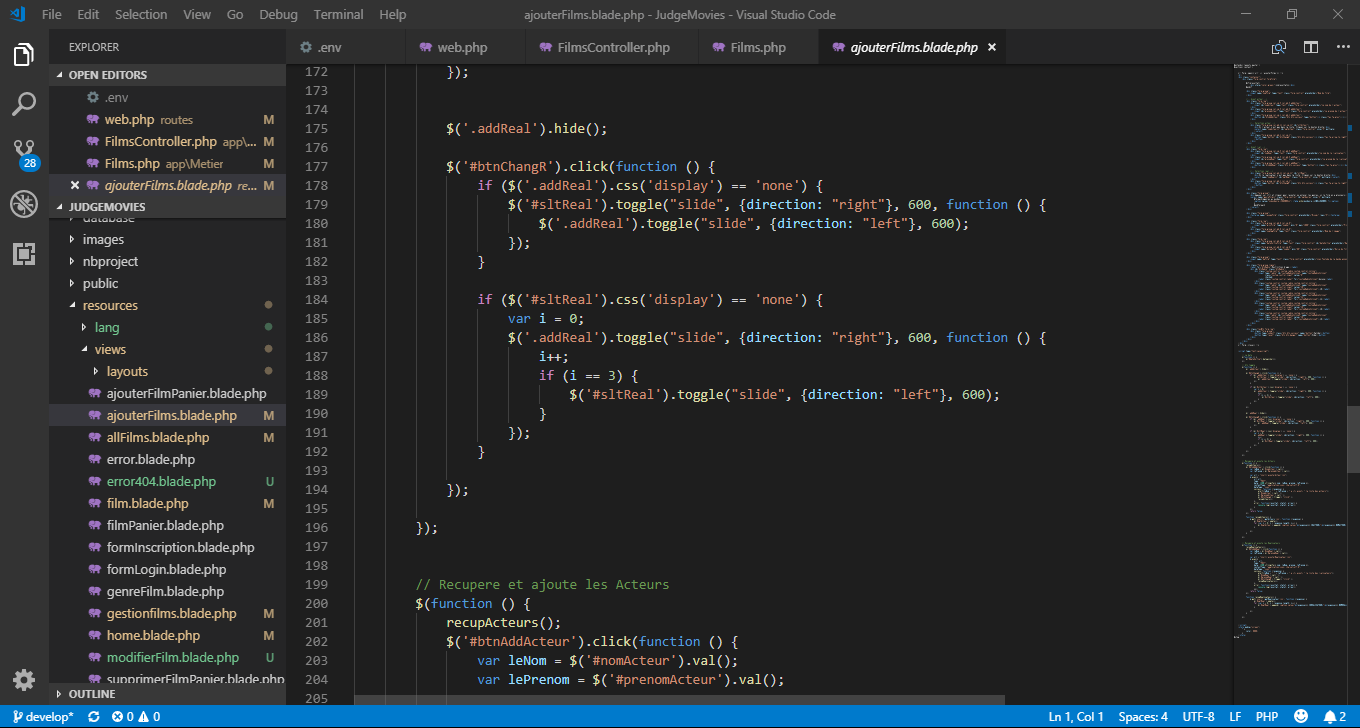 File Edit Selection View Go Debug Terminal Help
ajouterFilms.blade.php - JudgeMovies - Visual Studio Code
EXPLORER
OPEN EDITORS
.env
web.php routes M
FilmsController.php app\... M
Films.php app\Metier M
ajouterFilms.blade.php re... M
JUDGEMOVIES
database
images
nbproject
public
resources
lang
views
layouts
ajouterFilmPanier.blade.php
ajouterFilms.blade.php M
allFilms.blade.php M
error.blade.php
error404.blade.php U
film.blade.php M
filmPanier.blade.php
formInscription.blade.php
formLogin.blade.php
genreFilm.blade.php
gestionfilms.blade.php M
home.blade.php M
modifierFilm.blade.php U
supprimerFilmPanier.blade.php
OUTLINE
28
.env web.php FilmsController.php Films.php ajouterFilms.blade.php
172 });
173
174
175 $('.addReal').hide();
176
177 $('#btnChangR').click(function () {
178 if ($('.addReal').css('display') == 'none') {
179 $('#sltReal').toggle("slide", {direction: "right"}, 600, function () {
180 $('.addReal').toggle("slide", {direction: "left"}, 600);
181 });
182 }
183
184 if ($('#sltReal').css('display') == 'none') {
185 var i = 0;
186 $('.addReal').toggle("slide", {direction: "right"}, 600, function () {
187 i++;
188 if (i == 3) {
189 $('#sltReal').toggle("slide", {direction: "left"}, 600);
190 }
191 });
192 }
193
194 });
195
196 });
197
198
199 // Recupere et ajoute les Acteurs
200 $(function () {
201 recupActeurs();
202 $('#btnAddActeur').click(function () {
203 var leNom = $('#nomActeur').val();
204 var lePrenom = $('#prenomActeur').val();
205
develop* 0 0
Ln 1, Col 1 Spaces: 4 UTF-8 LF PHP 2